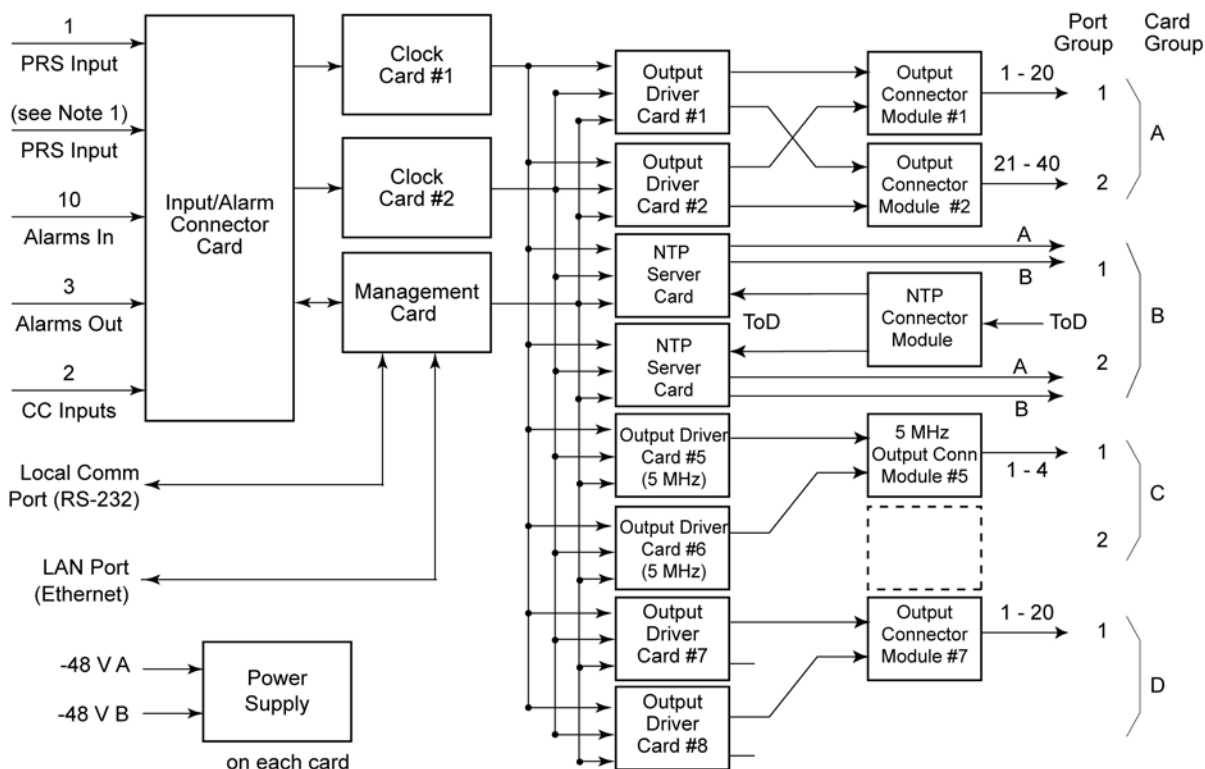 1
PRS Input
(see Note 1)
PRS Input
10
Alarms In
3
Alarms Out
2
CC Inputs
Input/Alarm
Connector
Card
Clock
Card #1
Clock
Card #2
Management
Card
Local Comm
Port (RS-232)
LAN Port
(Ethernet)
-48 V A
-48 V B
Power
Supply
on each card
Output
Driver
Card #1
Output
Driver
Card #2
NTP
Server
Card
NTP
Server
Card
Output Driver
Card #5
(5 MHz)
Output Driver
Card #6
(5 MHz)
Output
Driver
Card #7
Output
Driver
Card #8
Output
Connector
Module #1
Output
Connector
Module #2
A
B
ToD
NTP
Connector
Module
ToD
A
B
5 MHz
Output Conn
Module #5
Output
Connector
Module #7
1 - 20
21 - 40
1 - 4
1 - 20
Port
Group
1
2
1
2
1
2
1
Card
Group
A
B
C
D